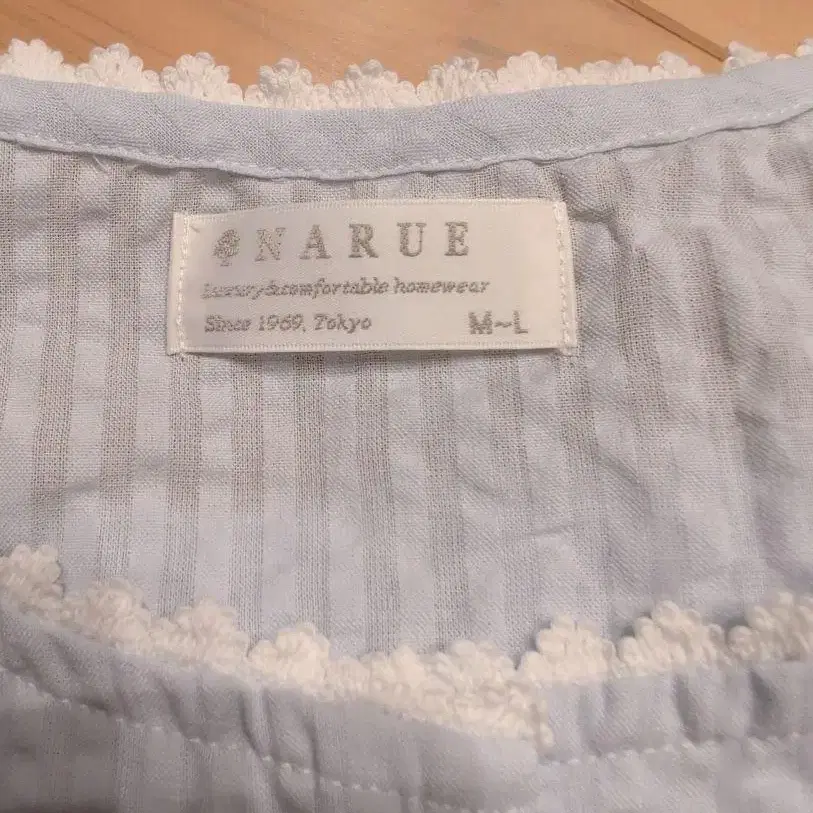 NARUE
Luxury&comfortable homewear
Since 1969, Tokyo M~L